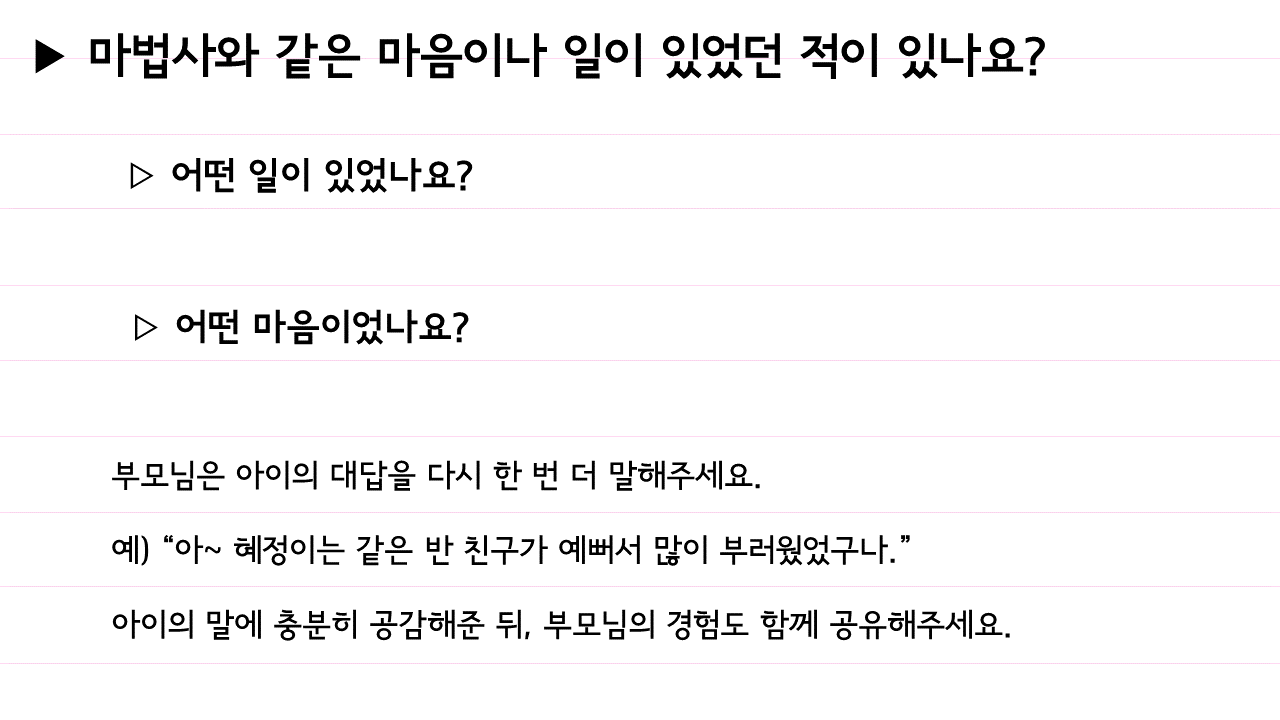 ▶ 마법사와 같은 마음이나 일이 있었던 적이 있나요?
▷ 어떤 일이 있었나요?
▷ 어떤 마음이었나요?
부모님은 아이의 대답을 다시 한 번 더 말해주세요.
예) “아~ 혜정이는 같은 반 친구가 예뻐서 많이 부러웠었구나.”
아이의 말에 충분히 공감해준 뒤, 부모님의 경험도 함께 공유해주세요.